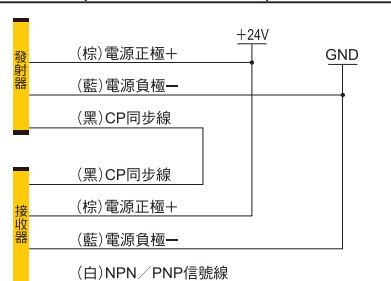 +24V
GND
發射器
(棕)電源正極+
(藍)電源負極−
(黑)CP同步線
接收器
(黑)CP同步線
(棕)電源正極+
(藍)電源負極−
(白)NPN/PNP信號線